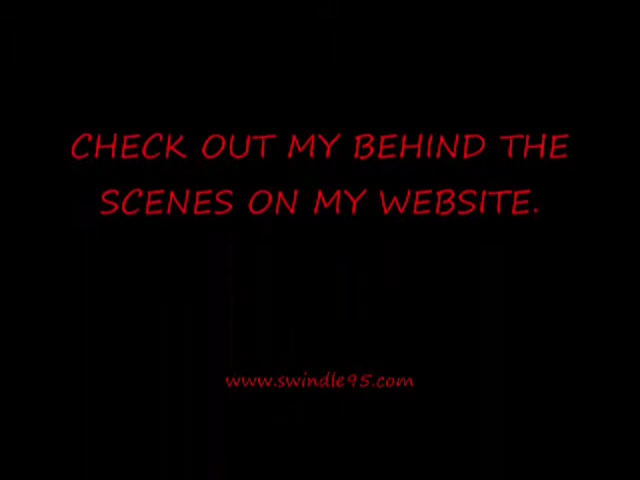 CHECK OUT MY BEHIND THE
SCENES ON MY WEBSITE.
www.swindle95.com